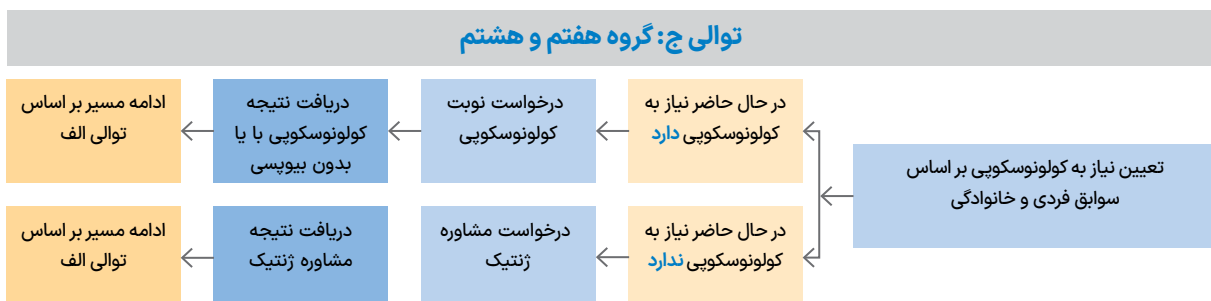 توالی ج: گروه هفتم و هشتم
تعیین نیاز به کولونوسکوپی بر اساس
سوابق فردی و خانوادگی
در حال حاضر نیاز به
کولونوسکوپی دارد
درخواست نوبت
کولونوسکوپی
دریافت نتیجه
کولونوسکوپی با یا
بدون بیوپسی
ادامه مسیر بر اساس
توالی الف
در حال حاضر نیاز به
کولونوسکوپی ندارد
درخواست مشاوره
ژنتیک
دریافت نتیجه
مشاوره ژنتیک
ادامه مسیر بر اساس
توالی الف